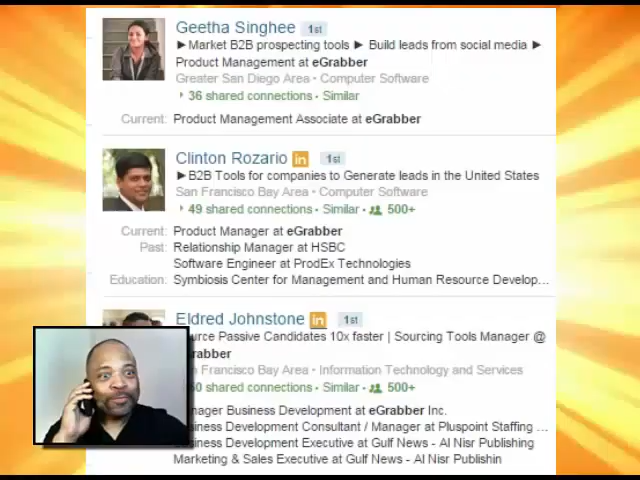 Geetha Singhee 1st
►Market B2B prospecting tools ► Build leads from social media ►
Product Management at eGrabber
Greater San Diego Area • Computer Software
36 shared connections • Similar
Current: Product Management Associate at eGrabber
Clinton Rozario in 1st
►B2B Tools for companies to Generate leads in the United States
San Francisco Bay Area • Computer Software
49 shared connections • Similar • 500+
Current: Product Manager at eGrabber
Past: Relationship Manager at HSBC
Software Engineer at ProdEx Technologies
Education: Symbiosis Center for Management and Human Resource Develop...
Eldred Johnstone in 1st
urce Passive Candidates 10x faster | Sourcing Tools Manager @
rabber
n Francisco Bay Area • Information Technology and Services
0 shared connections • Similar • 500+
nager Business Development at eGrabber Inc.
siness Development Consultant / Manager at Pluspoint Staffing ...
siness Development Executive at Gulf News - Al Nisr Publishing
Marketing & Sales Executive at Gulf News - Al Nisr Publishin